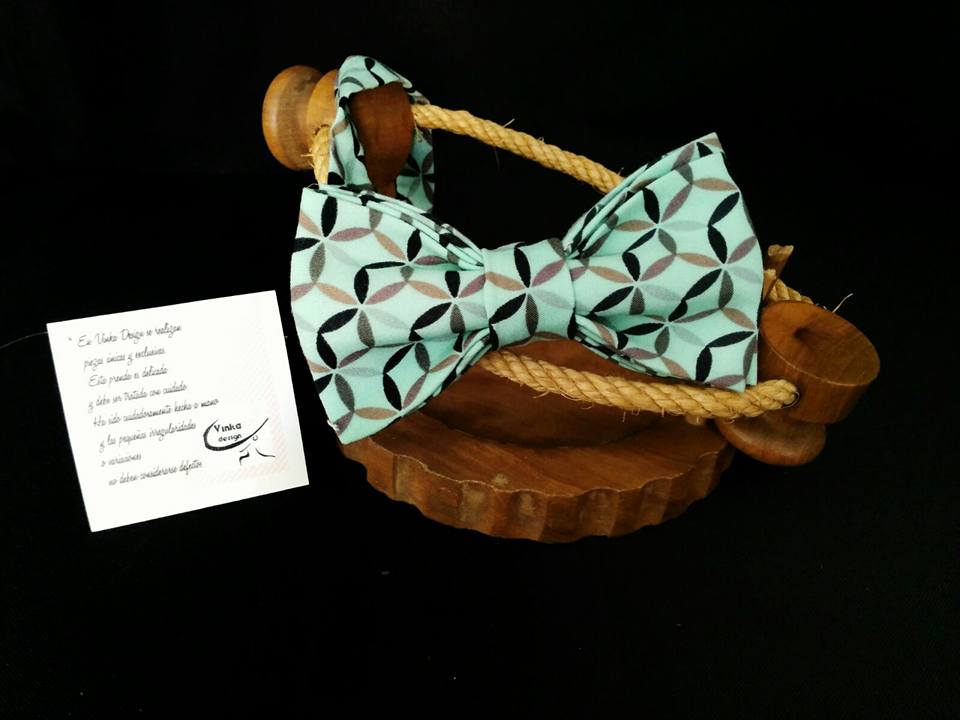 " En Vinka Design se realizan
piezas únicas y exclusivas.
Esta prenda es delicada
y debe ser tratada con cuidado
Ha sido cuidadosamente hecha a mano
y las pequeñas irregularidades
o variaciones
no deben considerarse defectos
Vinka
design